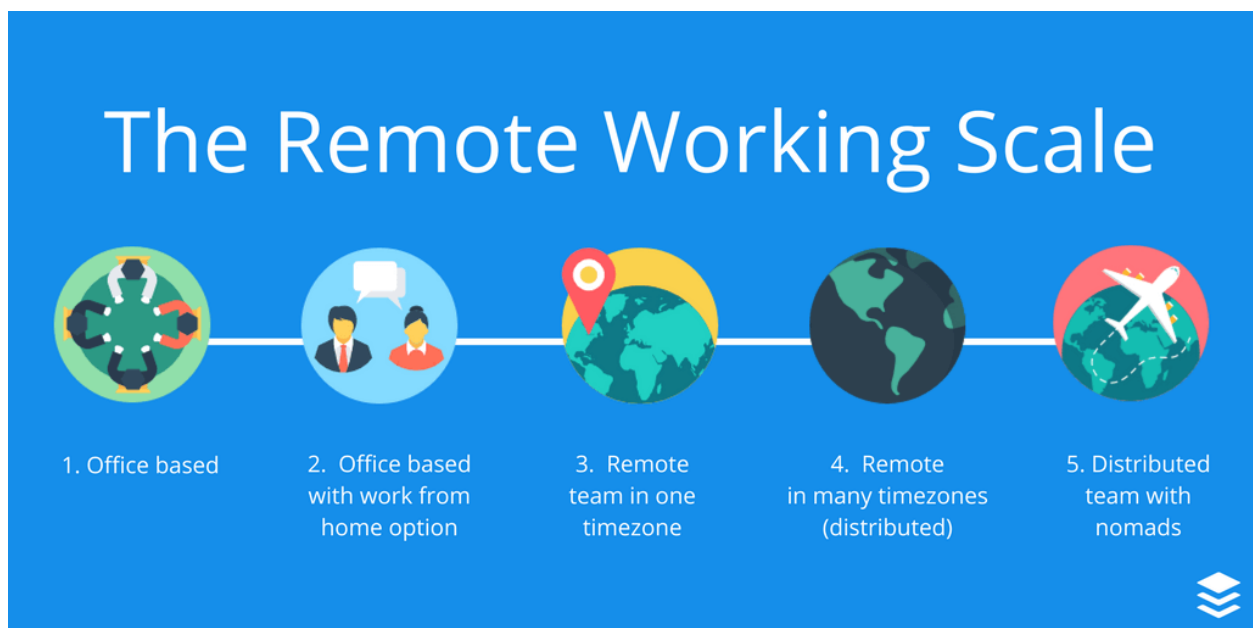 The Remote Working Scale
1. Office based
2. Office based
with work from
home option
3. Remote
team in one
timezone
4. Remote
in many timezones
(distributed)
5. Distributed
team with
nomads